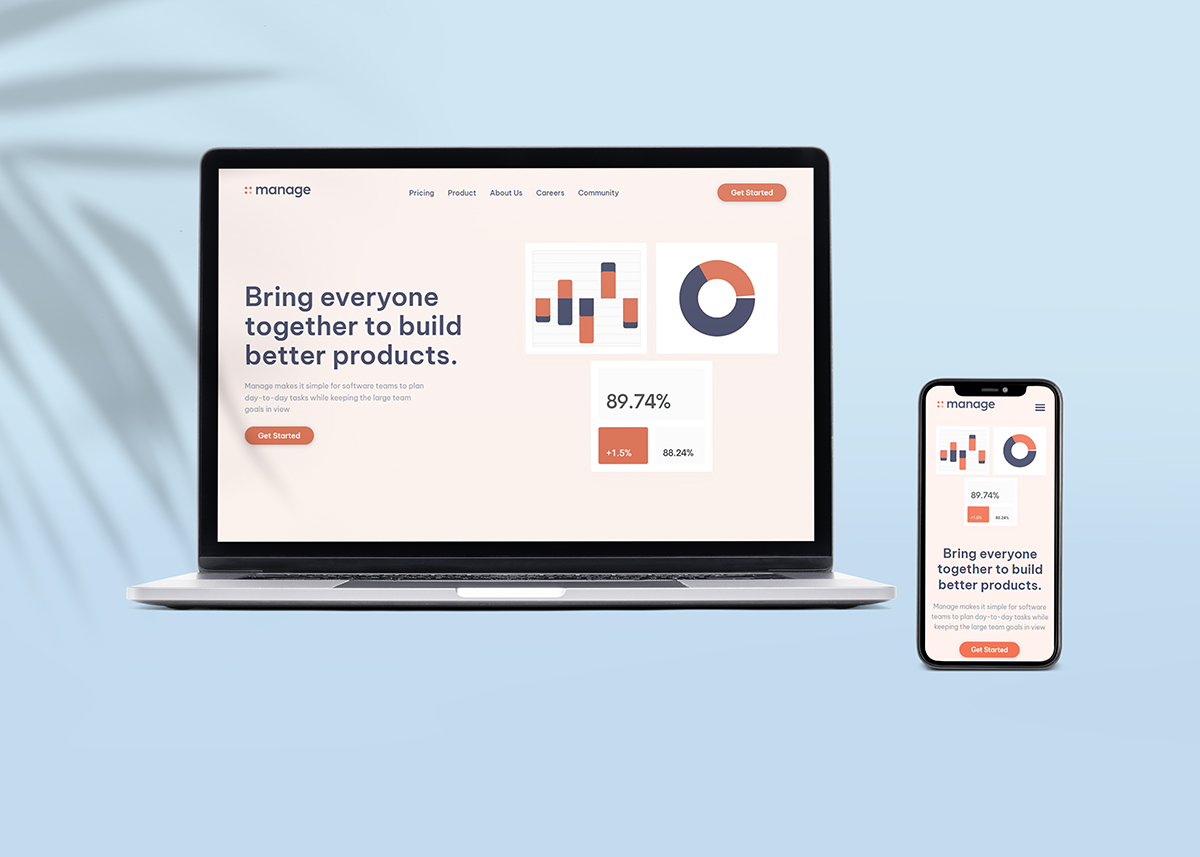 manage
Pricing Product About Us Careers Community
Get Started
Bring everyone
together to build
better products.
Manage makes it simple for software teams to plan
day-to-day tasks while keeping the large team
goals in view
Get Started
89.74%
+1.5% 88.24%
manage
89.74%
+1.5% 88.24%
Bring everyone
together to build
better products.
Manage makes it simple for software
teams to plan day-to-day tasks while
keeping the large team goals in view
Get Started